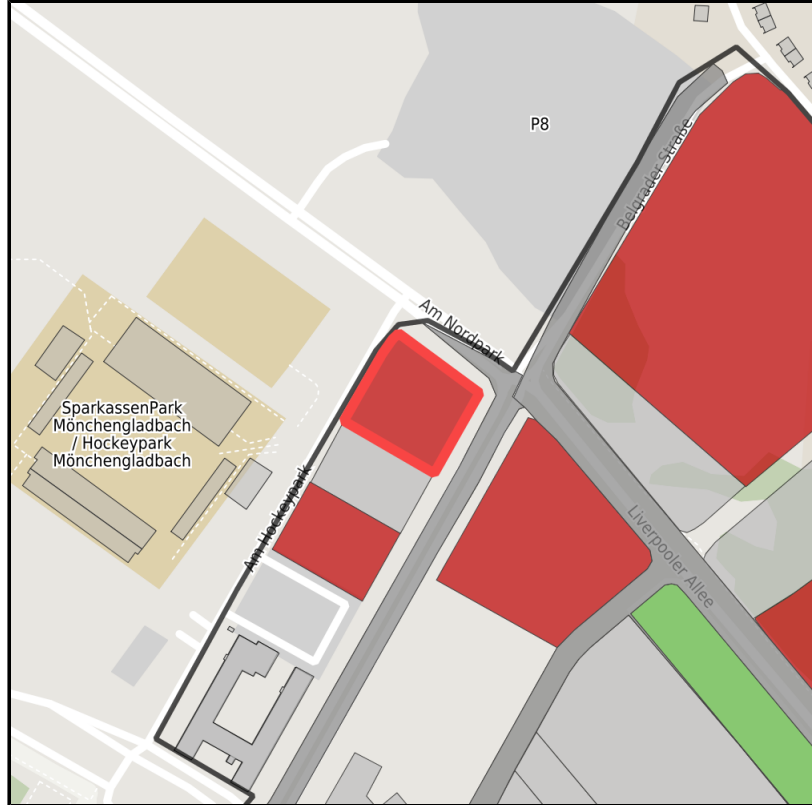 P8
Belgrader Straße
Am Nordpark
SparkassenPark
Mönchengladbach
/ Hockeypark
Mönchengladbach
Am Hockeypark
Liverpooler Allee